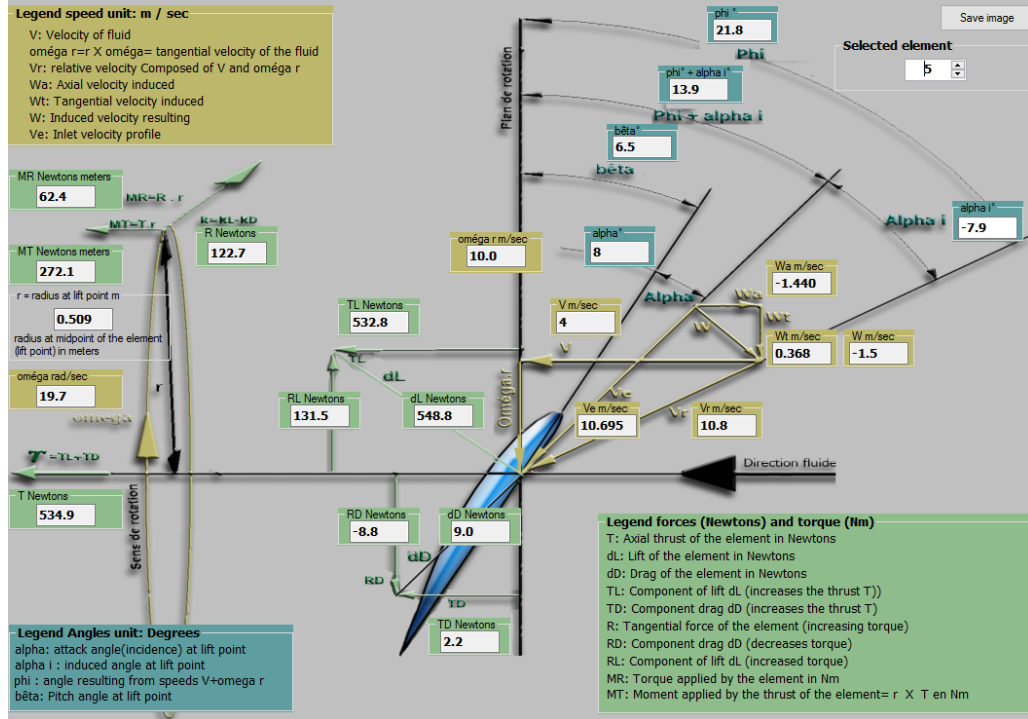 Legend speed unit: m / sec
V: Velocity of fluid
oméga r=r X oméga= tangential velocity of the fluid
Vr: relative velocity Composed of V and oméga r
Wa: Axial velocity induced
Wt: Tangential velocity induced
W: Induced velocity resulting
Ve: Inlet velocity profile
phi°
21.8
Phi
Save image
Selected element
5
phi° + alpha i°
13.9
Phi + alpha i
bêta°
6.5
bêta
Plan de rotation
MR Newtons meters
62.4
MR=R . r
MT=T.r
R=RL-RD
R Newtons
122.7
MT Newtons meters
272.1
r = radius at lift point m
0.509
radius at midpoint of the element
(lift point) in meters
oméga rad/sec
19.7
omega
r
oméga r m/sec
10.0
alpha°
8
Alpha
Alpha i
alpha i°
-7.9
Wa m/sec
-1.440
Wa
Wt
W
TL Newtons
532.8
TL
V m/sec
4
V
Wt m/sec
0.368
W m/sec
-1.5
dL
RL Newtons
131.5
dL Newtons
548.8
Oméga.r
Ve
Ve m/sec
10.695
Vr
Vr m/sec
10.8
T =TL+TD
T Newtons
534.9
Direction fluide
Sens de rotation
RD Newtons
-8.8
dD Newtons
9.0
dD
RD
TD
TD Newtons
2.2
Legend Angles unit: Degrees
alpha: attack angle(incidence) at lift point
alpha i : induced angle at lift point
phi : angle resulting from speeds V+omega r
bêta: Pitch angle at lift point
Legend forces (Newtons) and torque (Nm)
T: Axial thrust of the element in Newtons
dL: Lift of the element in Newtons
dD: Drag of the element in Newtons
TL: Component of lift dL (increases the thrust T))
TD: Component drag dD (increases the thrust T)
R: Tangential force of the element (increasing torque)
RD: Component drag dD (decreases torque)
RL: Component of lift dL (increased torque)
MR: Torque applied by the element in Nm
MT: Moment applied by the thrust of the element= r X T en Nm